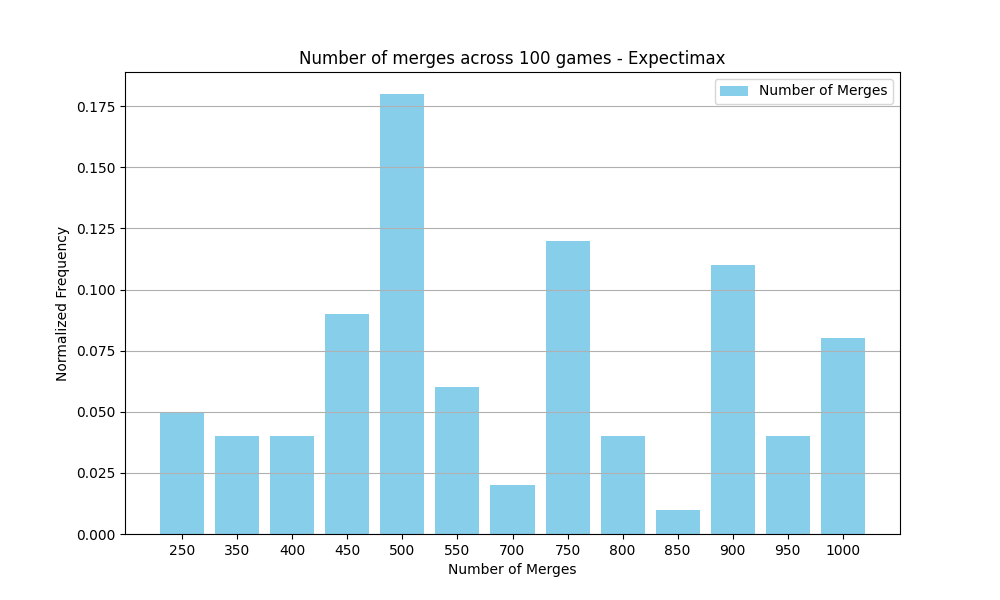 Number of merges across 100 games - Expectimax
Number of Merges
0.175
0.150
0.125
0.100
0.075
0.050
0.025
0.000
Normalized Frequency
250 350 400 450 500 550 700 750 800 850 900 950 1000
Number of Merges